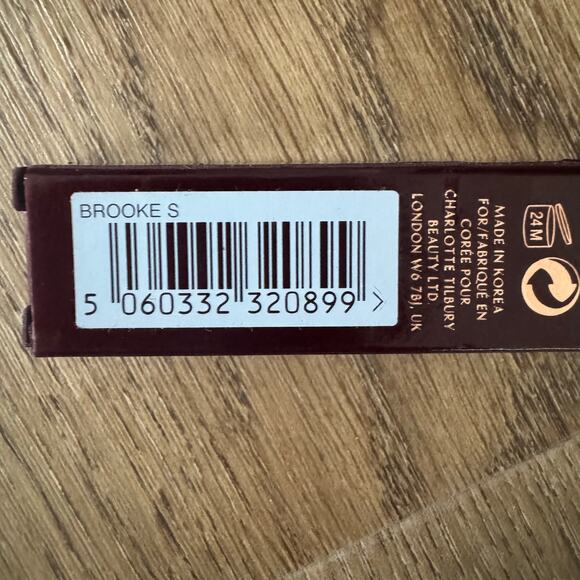 BROOKE S
5 060332 320899 >
MADE IN KOREA
FOR/FABRIQUÉ EN
CORÉE POUR
CHARLOTTE TILBURY
BEAUTY LTD.
LONDON W6 7BJ, UK
24M